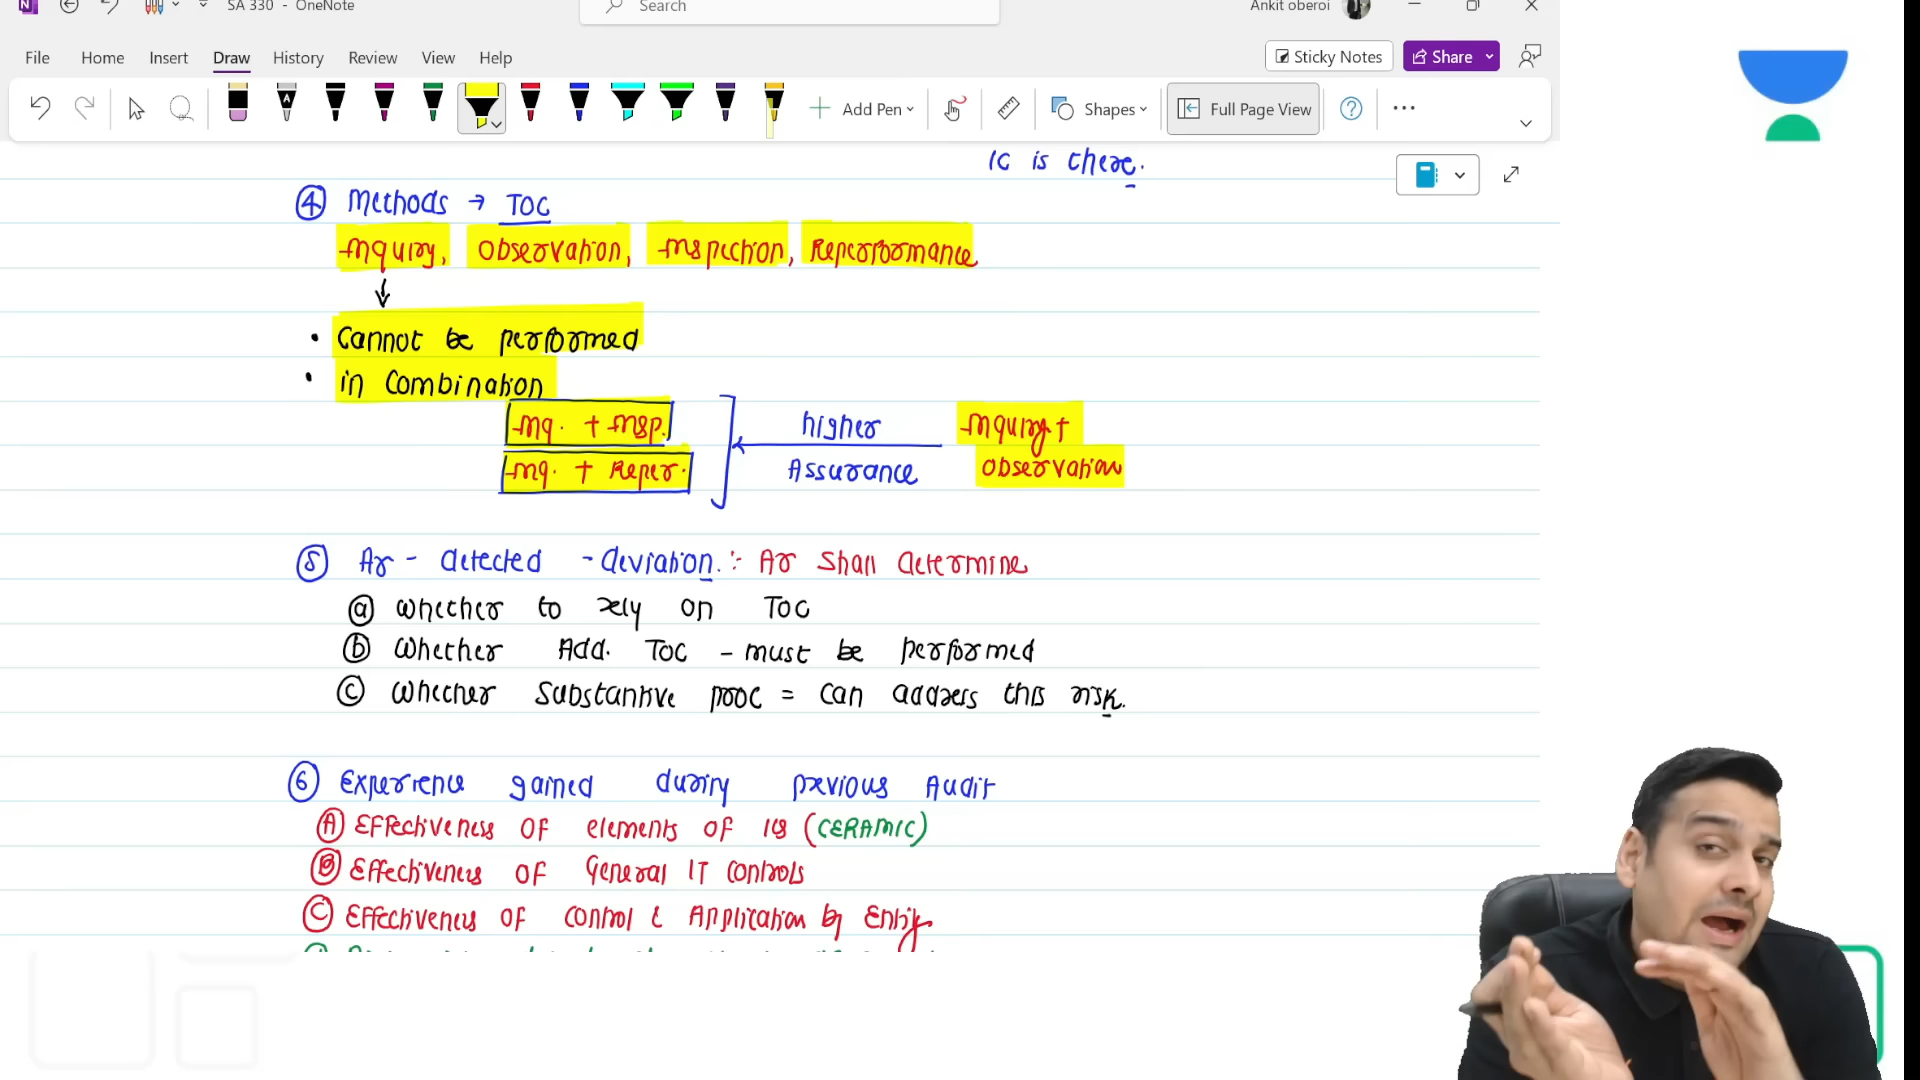 SA 330 - OneNote
Search
Ankit oberoi
File Home Insert Draw History Review View Help
Sticky Notes Share
Add Pen Shapes Full Page View
IC is there.
④ Methods → TOC
Inquiry, Observation, Inspection, Reperformance
• Cannot be performed
• in Combination
Inq. + Insp.
Inq. + Reper.
higher
Assurance
Inquiry +
Observation
⑤ Ar - detected - deviation :- Ar Shall Determine
ⓐ Whether to rely on TOC
ⓑ Whether Add. TOC - must be performed
ⓒ Whether Substantive proc = Can address this risk.
⑥ Experience gained during previous Audit
Ⓐ Effectiveness OF elements of IC (CERAMIC)
Ⓑ Effectiveness OF General IT Controls
Ⓒ Effectiveness OF Control & Application by Entity